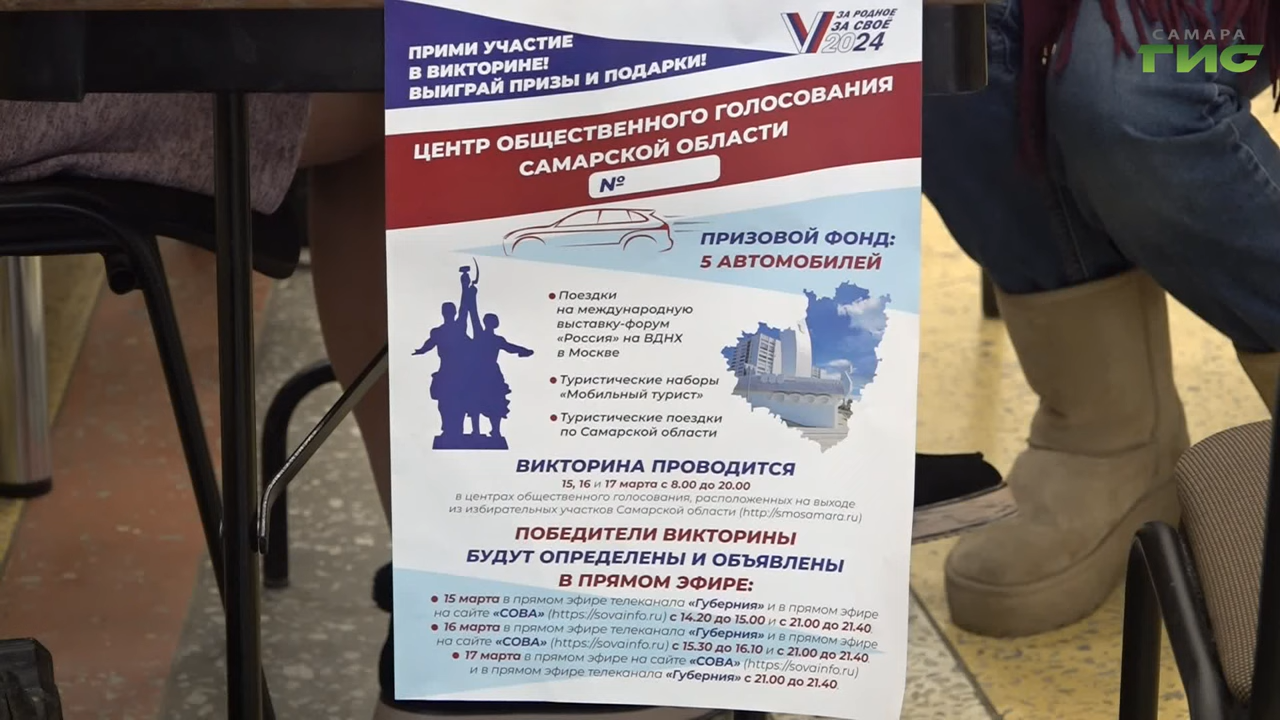 ПРИМИ УЧАСТИЕ
В ВИКТОРИНЕ!
ВЫИГРАЙ ПРИЗЫ И ПОДАРКИ!
V
ЗА РОДНОЕ
ЗА СВОЁ
2024
САМАРА
ГИС
ЦЕНТР ОБЩЕСТВЕННОГО ГОЛОСОВАНИЯ
САМАРСКОЙ ОБЛАСТИ
№
ПРИЗОВОЙ ФОНД:
5 АВТОМОБИЛЕЙ
• Поездки
на международную
выставку-форум
«Россия» на ВДНХ
в Москве
• Туристические наборы
«Мобильный турист»
• Туристические поездки
по Самарской области
ВИКТОРИНА ПРОВОДИТСЯ
15, 16 и 17 марта с 8.00 до 20.00
в центрах общественного голосования, расположенных на выходе
из избирательных участков Самарской области (http://smosamara.ru)
ПОБЕДИТЕЛИ ВИКТОРИНЫ
БУДУТ ОПРЕДЕЛЕНЫ И ОБЪЯВЛЕНЫ
В ПРЯМОМ ЭФИРЕ:
• 15 марта в прямом эфире телеканала «Губерния» и в прямом эфире
на сайте «СОВА» (https://sovainfo.ru) с 14.20 до 15.00 и с 21.00 до 21.40.
• 16 марта в прямом эфире телеканала «Губерния» и в прямом эфире
на сайте «СОВА» (https://sovainfo.ru) с 15.30 до 16.10 и с 21.00 до 21.40.
• 17 марта в прямом эфире на сайте «СОВА» (https://sovainfo.ru)
и в прямом эфире телеканала «Губерния» с 21.00 до 21.40.